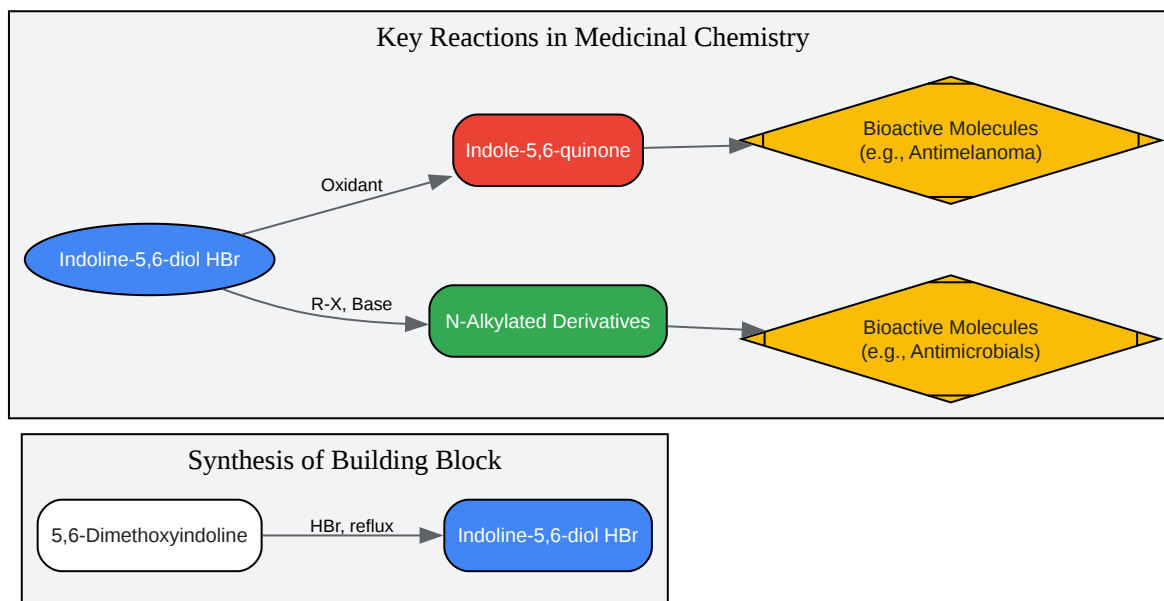 Key Reactions in Medicinal Chemistry
Indole-5,6-quinone
Bioactive Molecules
(e.g., Antimelanoma)
Oxidant
Indoline-5,6-diol HBr
R-X, Base
N-Alkylated Derivatives
Bioactive Molecules
(e.g., Antimicrobials)
Synthesis of Building Block
5,6-Dimethoxyindoline
HBr, reflux
Indoline-5,6-diol HBr